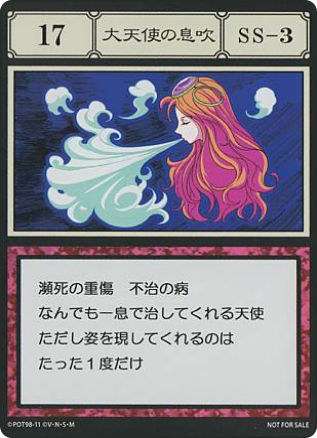 17
大天使の息吹
SS-3
瀕死の重傷　不治の病
なんでも一息で治してくれる天使
ただし姿を現してくれるのは
たった１度だけ
©POT98-11 ©V・N・S・M
NOT FOR SALE